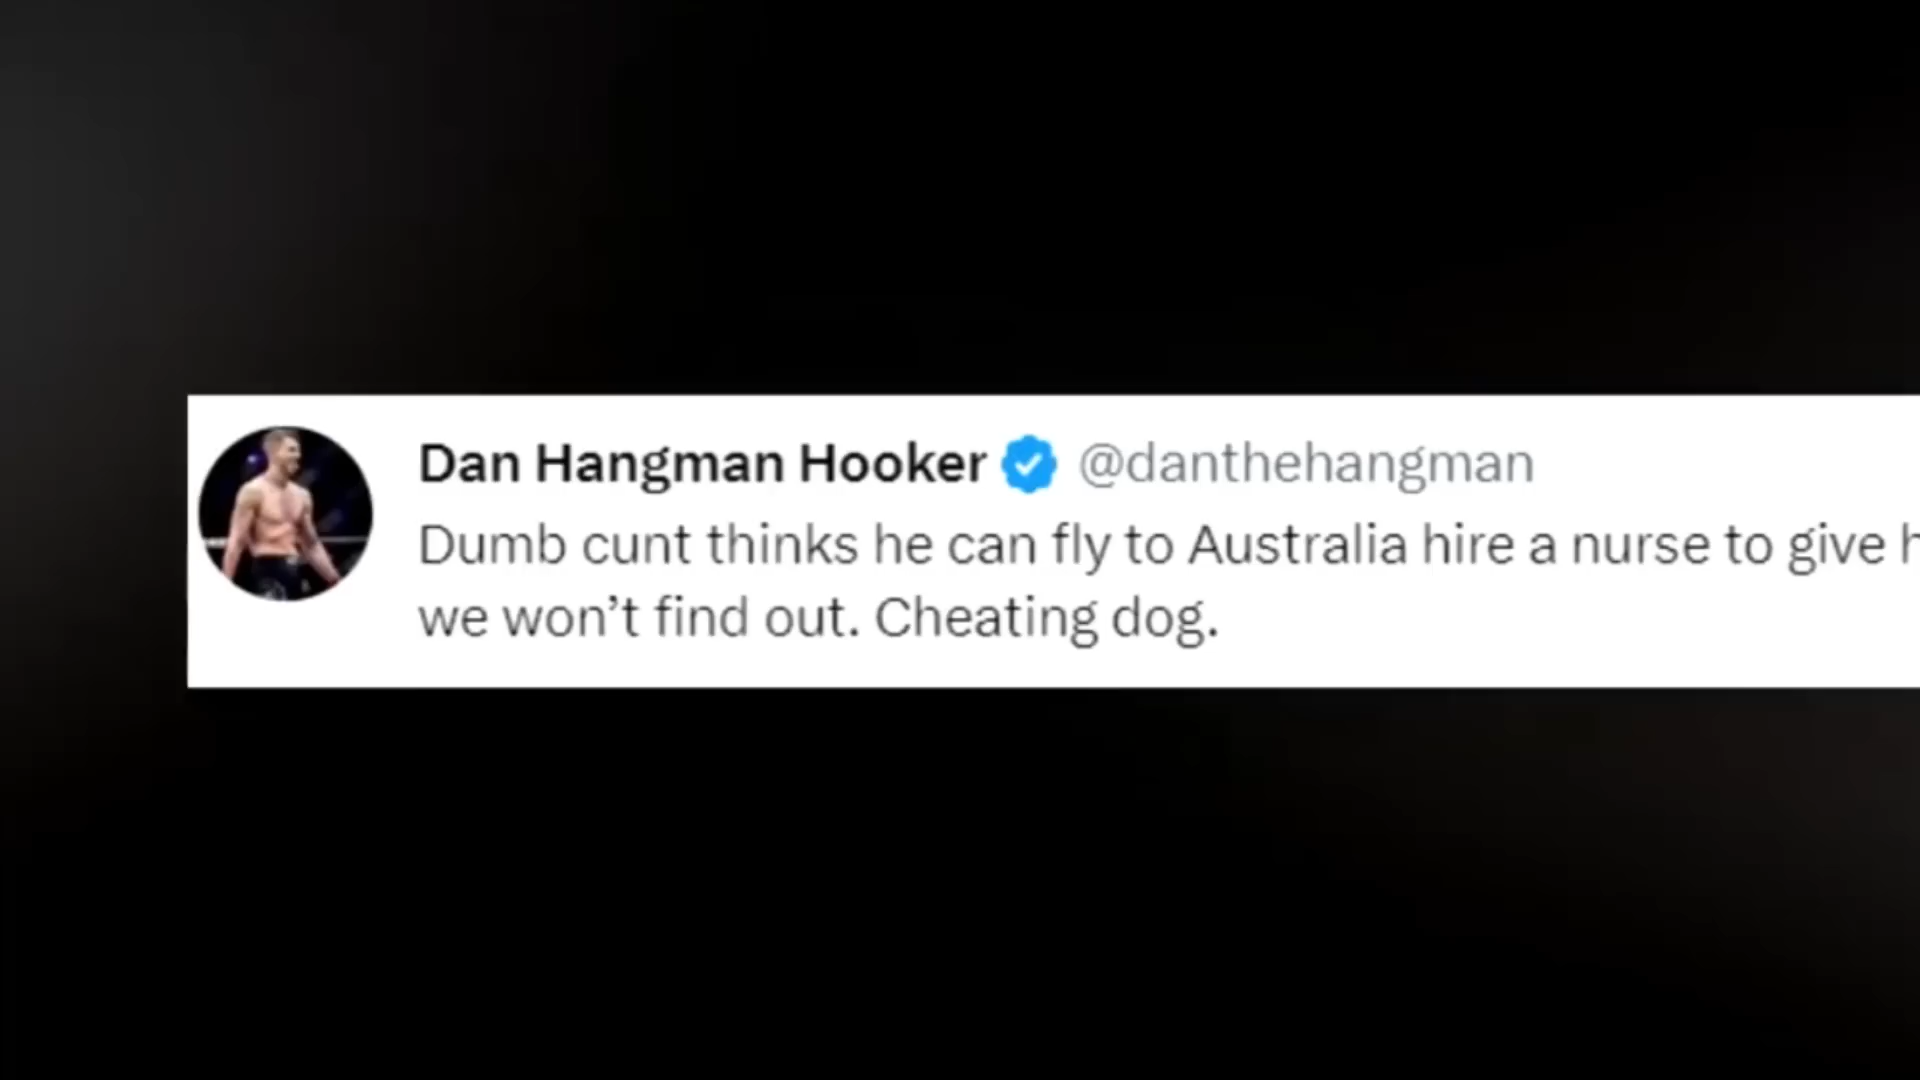 Dan Hangman Hooker @danthehangman
Dumb cunt thinks he can fly to Australia hire a nurse to give
we won’t find out. Cheating dog.